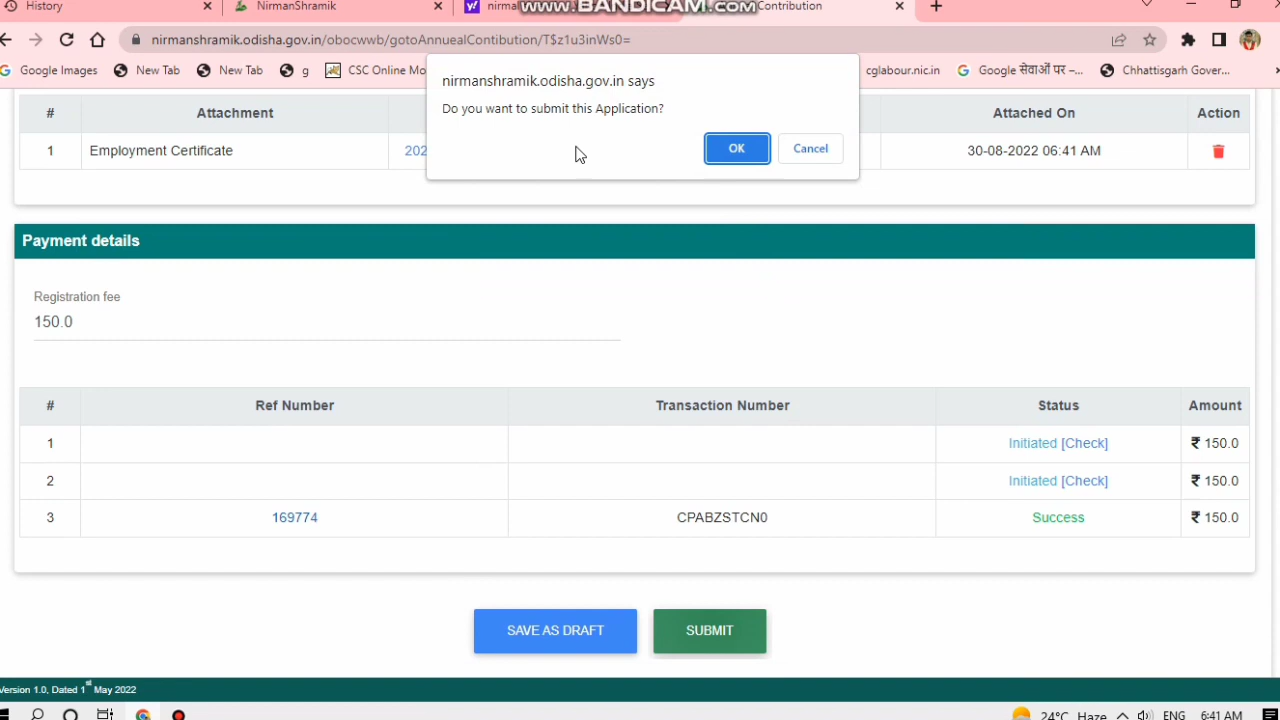 History
NirmanShramik
nirma
WWW.BANDICAM.COM
Contribution
nirmanshramik.odisha.gov.in/obocwwb/gotoAnnuealContibution/T$z1u3inWs0=
Google Images
New Tab
New Tab
g
CSC Online Mo
cglabour.nic.in
Google सेवाओं पर –...
Chhattisgarh Gover...
nirmanshramik.odisha.gov.in says
Do you want to submit this Application?
OK
Cancel
# Attachment Attached On Action
1 Employment Certificate 202 30-08-2022 06:41 AM
Payment details
Registration fee
150.0
# Ref Number Transaction Number Status Amount
1 Initiated [Check] ₹ 150.0
2 Initiated [Check] ₹ 150.0
3 169774 CPABZSTCN0 Success ₹ 150.0
SAVE AS DRAFT
SUBMIT
Version 1.0, Dated 1st May 2022
24°C Haze ENG 6:41 AM